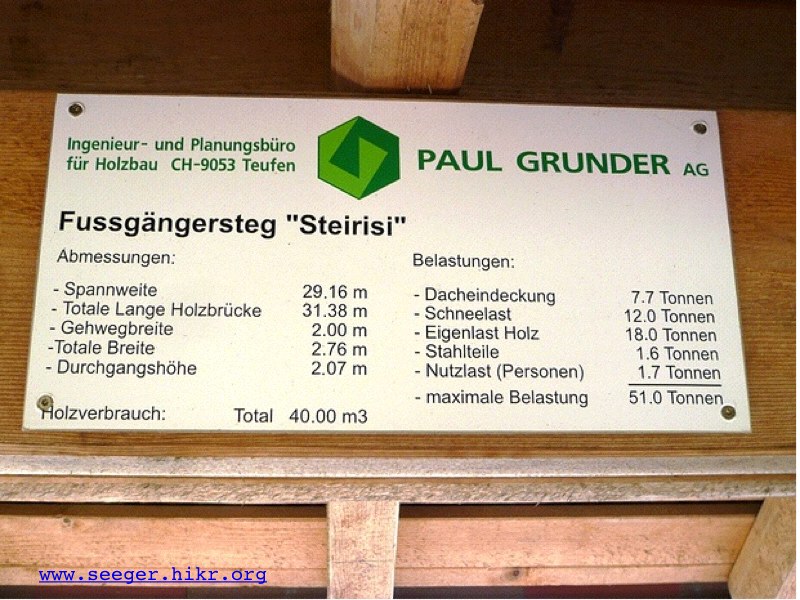 Ingenieur- und Planungsbüro
für Holzbau CH-9053 Teufen
PAUL GRUNDER AG
Fussgängersteg "Steirisi"
Abmessungen:
- Spannweite 29.16 m
- Totale Lange Holzbrücke 31.38 m
- Gehwegbreite 2.00 m
-Totale Breite 2.76 m
- Durchgangshöhe 2.07 m
Holzverbrauch: Total 40.00 m3
Belastungen:
- Dacheindeckung 7.7 Tonnen
- Schneelast 12.0 Tonnen
- Eigenlast Holz 18.0 Tonnen
- Stahlteile 1.6 Tonnen
- Nutzlast (Personen) 1.7 Tonnen
- maximale Belastung 51.0 Tonnen
www.seeger.hikr.org